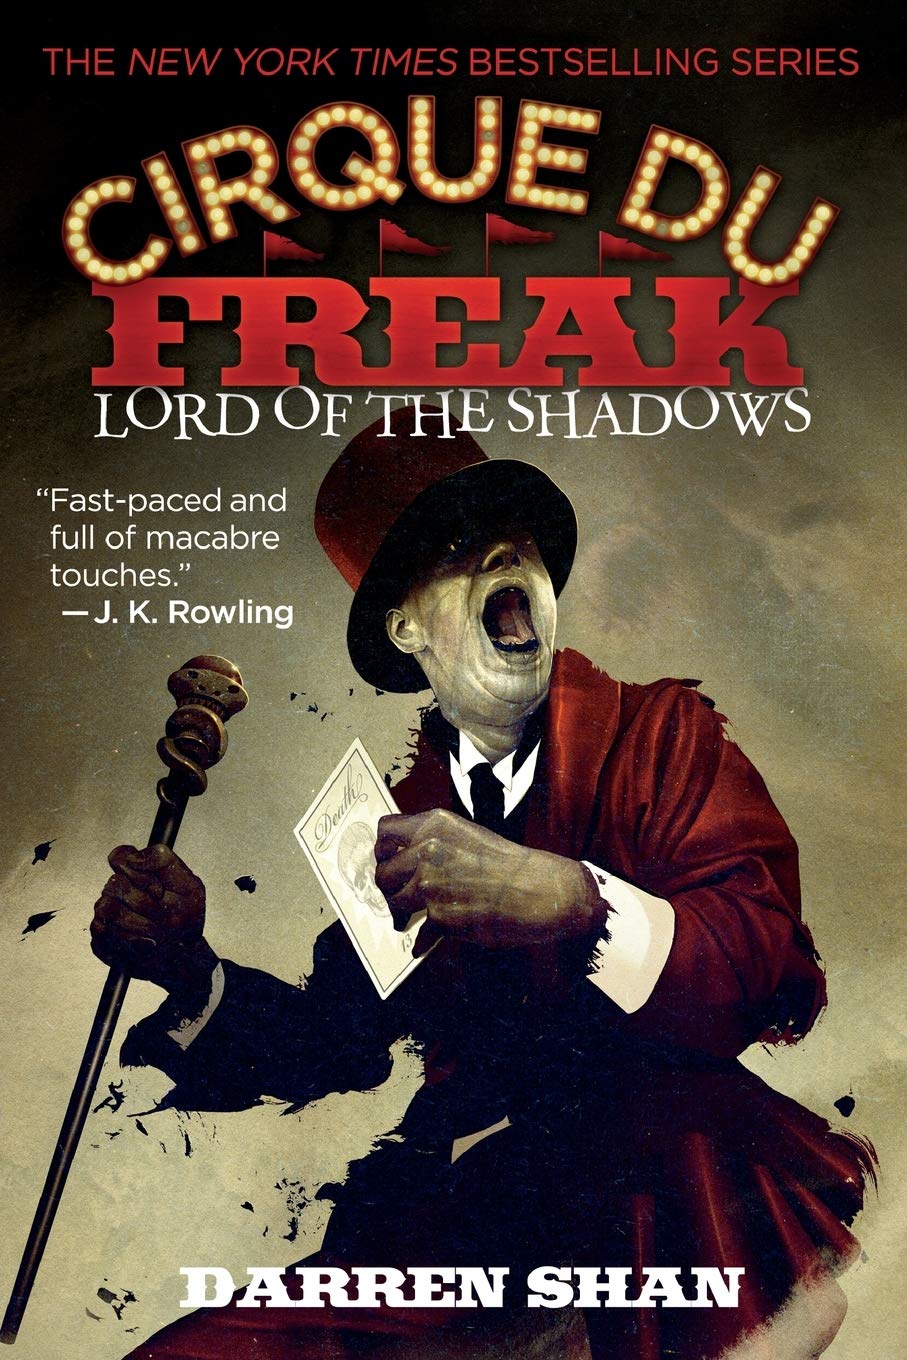 THE NEW YORK TIMES BESTSELLING SERIES
CIRQUE DU
FREAK
LORD OF THE SHADOWS
“Fast-paced and
full of macabre
touches.”
—J. K. Rowling
Death
13
DARREN SHAN